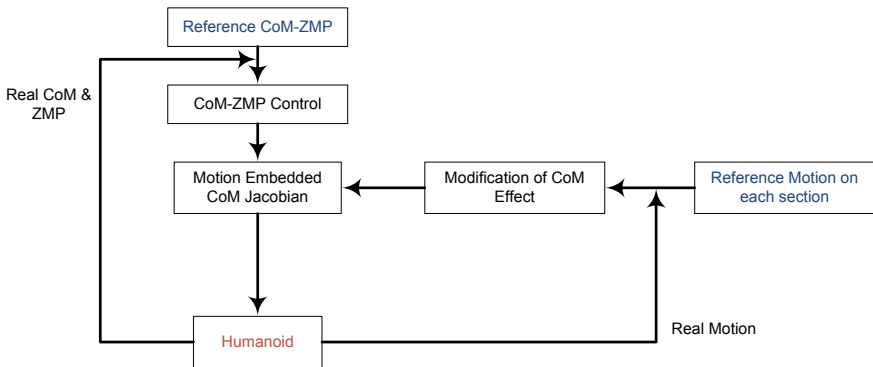 Reference CoM-ZMP
Real CoM &
ZMP
CoM-ZMP Control
Motion Embedded
CoM Jacobian
Modification of CoM
Effect
Reference Motion on
each section
Humanoid
Real Motion